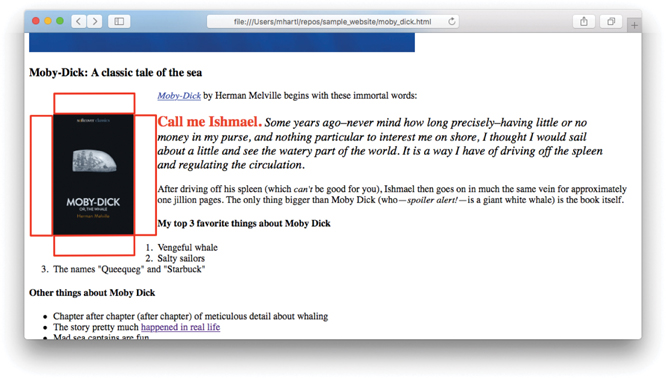 file:///Users/mhartl/repos/sample_website/moby_dick.html
Moby-Dick: A classic tale of the sea
Moby-Dick by Herman Melville begins with these immortal words:
Call me Ishmael. Some years ago–never mind how long precisely–having little or no
money in my purse, and nothing particular to interest me on shore, I thought I would sail
about a little and see the watery part of the world. It is a way I have of driving off the spleen
and regulating the circulation.
MOBY-DICK
OR, THE WHALE
Herman Melville
After driving off his spleen (which can't be good for you), Ishmael then goes on in much the same vein for approximately
one jillion pages. The only thing bigger than Moby Dick (who—spoiler alert!—is a giant white whale) is the book itself.
My top 3 favorite things about Moby Dick
1. Vengeful whale
2. Salty sailors
3. The names "Queequeg" and "Starbuck"
Other things about Moby Dick
• Chapter after chapter (after chapter) of meticulous detail about whaling
• The story pretty much happened in real life
• Mad sea captains are fun